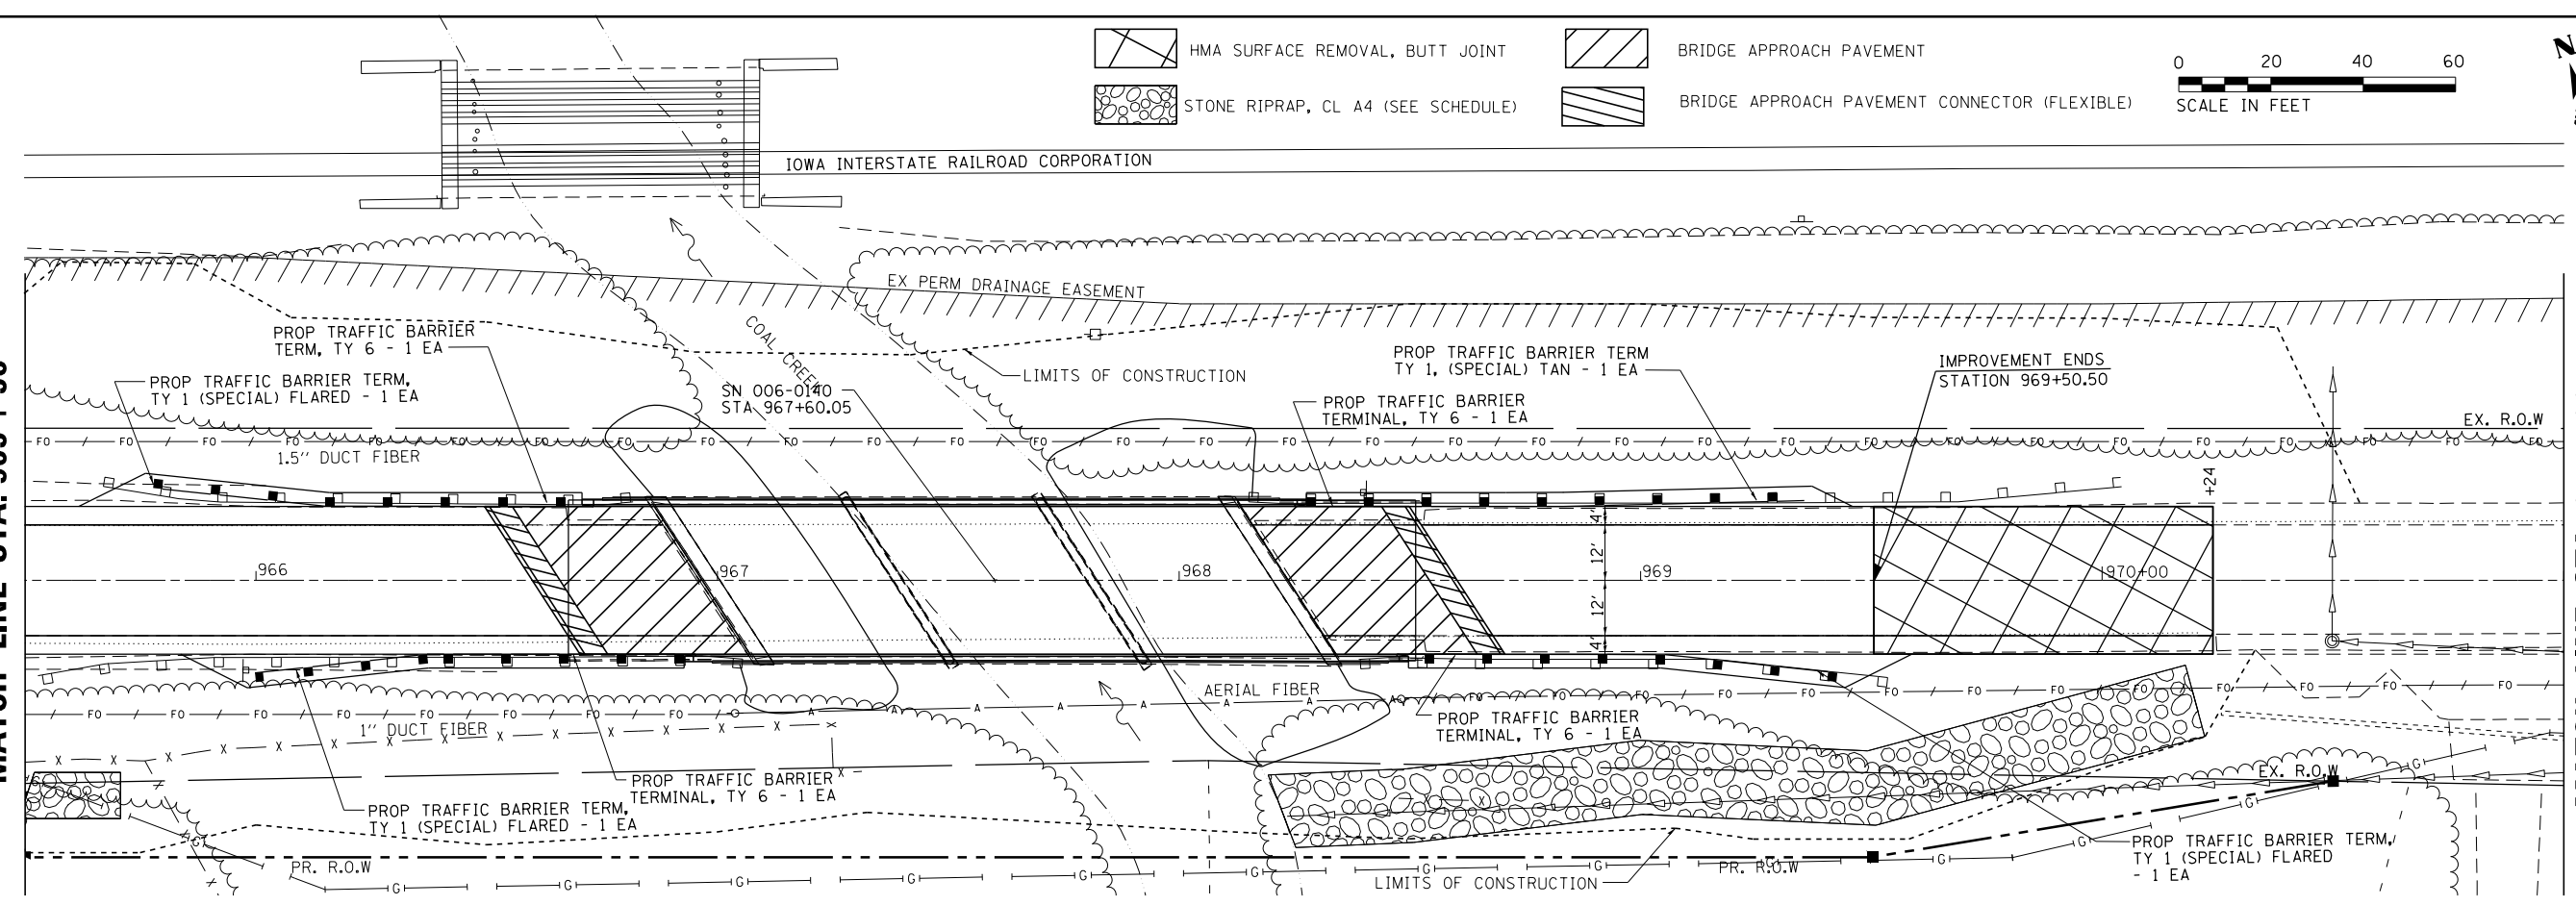 HMA SURFACE REMOVAL, BUTT JOINT
BRIDGE APPROACH PAVEMENT
STONE RIPRAP, CL A4 (SEE SCHEDULE)
BRIDGE APPROACH PAVEMENT CONNECTOR (FLEXIBLE)
0 20 40 60
SCALE IN FEET
N
IOWA INTERSTATE RAILROAD CORPORATION
EX PERM DRAINAGE EASEMENT
COAL CREEK
PROP TRAFFIC BARRIER
TERM, TY 6 - 1 EA
PROP TRAFFIC BARRIER TERM,
TY 1 (SPECIAL) FLARED - 1 EA
SN 006-0140
STA 967+60.05
LIMITS OF CONSTRUCTION
PROP TRAFFIC BARRIER TERM
TY 1, (SPECIAL) TAN - 1 EA
PROP TRAFFIC BARRIER
TERMINAL, TY 6 - 1 EA
IMPROVEMENT ENDS
STATION 969+50.50
EX. R.O.W
1.5" DUCT FIBER
+24
4'
12'
12'
4'
966
967
968
969
970+00
AERIAL FIBER
1" DUCT FIBER
PROP TRAFFIC BARRIER
TERMINAL, TY 6 - 1 EA
PROP TRAFFIC BARRIER
TERMINAL, TY 6 - 1 EA
PROP TRAFFIC BARRIER TERM,
TY 1 (SPECIAL) FLARED - 1 EA
EX. R.O.W
PROP TRAFFIC BARRIER TERM,
TY 1 (SPECIAL) FLARED
- 1 EA
PR. R.O.W
PR. R.O.W
LIMITS OF CONSTRUCTION